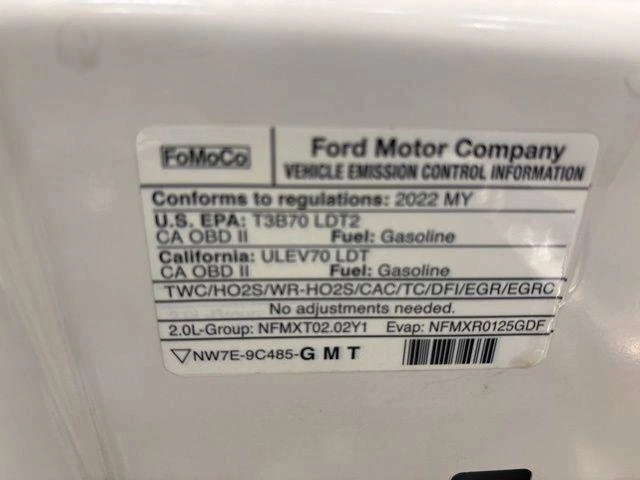 FoMoCo
Ford Motor Company
VEHICLE EMISSION CONTROL INFORMATION
Conforms to regulations: 2022 MY
U.S. EPA: T3B70 LDT2
CA OBD II Fuel: Gasoline
California: ULEV70 LDT
CA OBD II Fuel: Gasoline
TWC/HO2S/WR-HO2S/CAC/TC/DFI/EGR/EGRC
No adjustments needed.
2.0L-Group: NFMXT02.02Y1 Evap: NFMXR0125GDF
NW7E-9C485-GMT